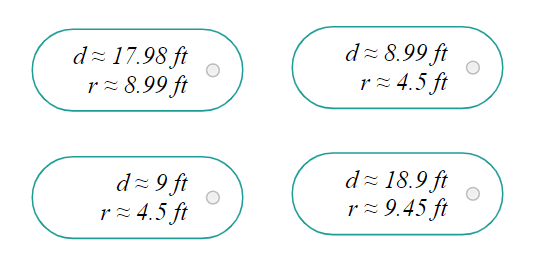 d ≈ 17.98 ft
r ≈ 8.99 ft
d ≈ 8.99 ft
r ≈ 4.5 ft
d ≈ 9 ft
r ≈ 4.5 ft
d ≈ 18.9 ft
r ≈ 9.45 ft